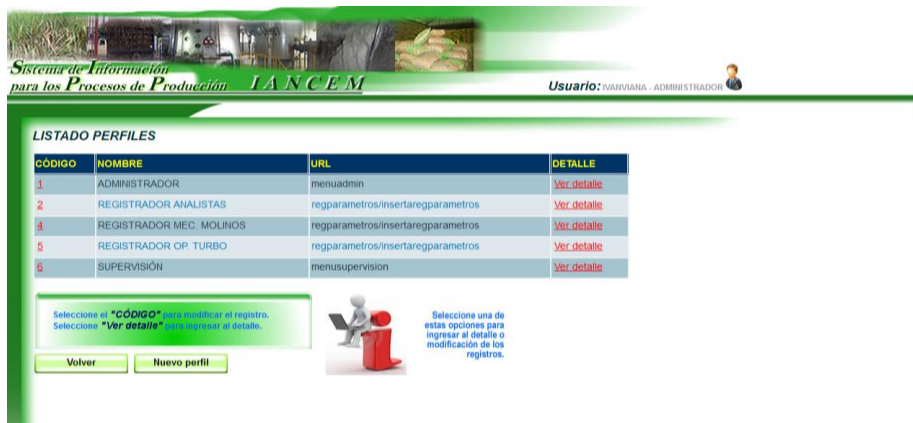 Sistema de Información
para los Procesos de Producción IANCEM
Usuario: IVANVIANA - ADMINISTRADOR
LISTADO PERFILES
CÓDIGO NOMBRE URL DETALLE
1 ADMINISTRADOR menuadmin Ver detalle
2 REGISTRADOR ANALISTAS regparametros/insertaregparametros Ver detalle
4 REGISTRADOR MEC. MOLINOS regparametros/insertaregparametros Ver detalle
5 REGISTRADOR OP. TURBO regparametros/insertaregparametros Ver detalle
6 SUPERVISIÓN menusupervision Ver detalle
Seleccione el "CÓDIGO" para modificar el registro.
Seleccione "Ver detalle" para ingresar al detalle.
Seleccione una de
estas opciones para
ingresar al detalle o
modificación de los
registros.
Volver Nuevo perfil